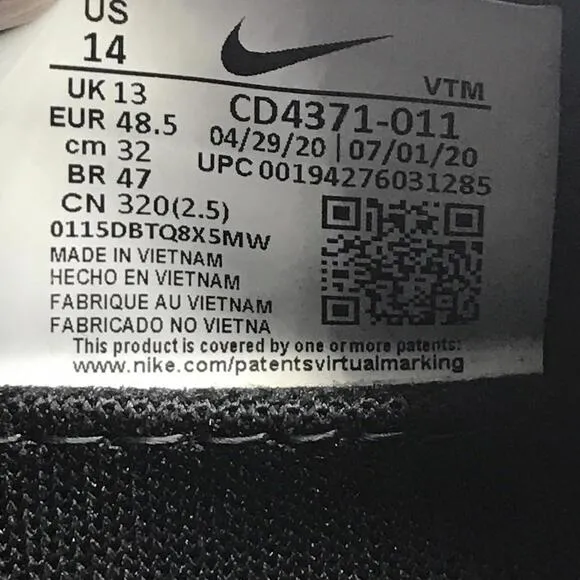 US
14
UK 13
EUR 48.5
cm 32
BR 47
CN 320(2.5)
0115DBTQ8X5MW
VTM
CD4371-011
04/29/20 | 07/01/20
UPC 00194276031285
MADE IN VIETNAM
HECHO EN VIETNAM
FABRIQUE AU VIETNAM
FABRICADO NO VIETNA
This product is covered by one or more patents:
www.nike.com/patentsvirtualmarking